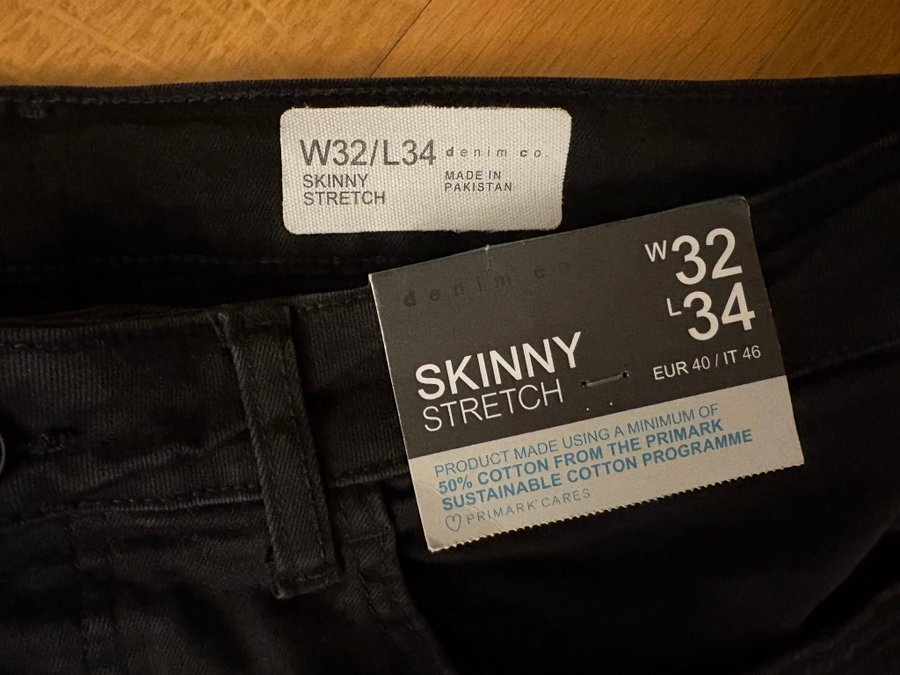 W32/L34 denim co.
SKINNY
STRETCH
MADE IN
PAKISTAN
denim co.
W32
L34
SKINNY
STRETCH
EUR 40 / IT 46
PRODUCT MADE USING A MINIMUM OF
50% COTTON FROM THE PRIMARK
SUSTAINABLE COTTON PROGRAMME
PRIMARK® CARES